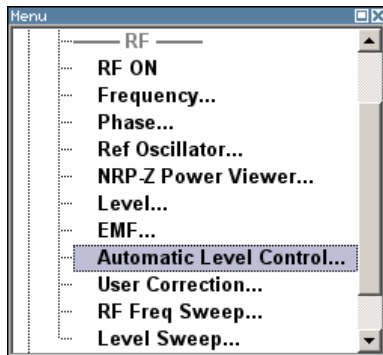 Menu
RF
RF ON
Frequency...
Phase...
Ref Oscillator...
NRP-Z Power Viewer...
Level...
EMF...
Automatic Level Control...
User Correction...
RF Freq Sweep...
Level Sweep...